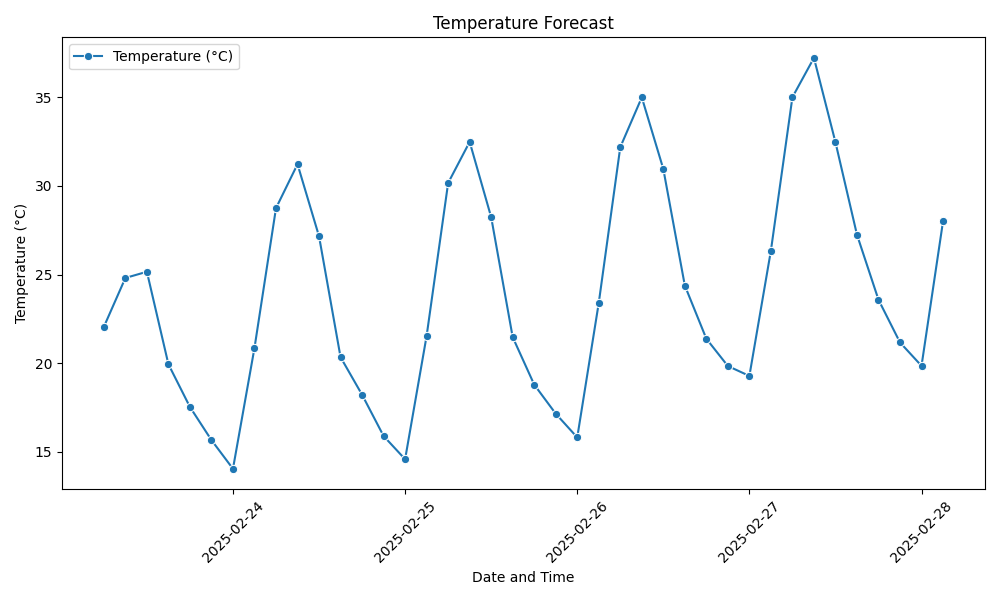 Temperature Forecast
Temperature (°C)
Temperature (°C)
35
30
25
20
15
2025-02-24
2025-02-25
2025-02-26
2025-02-27
2025-02-28
Date and Time